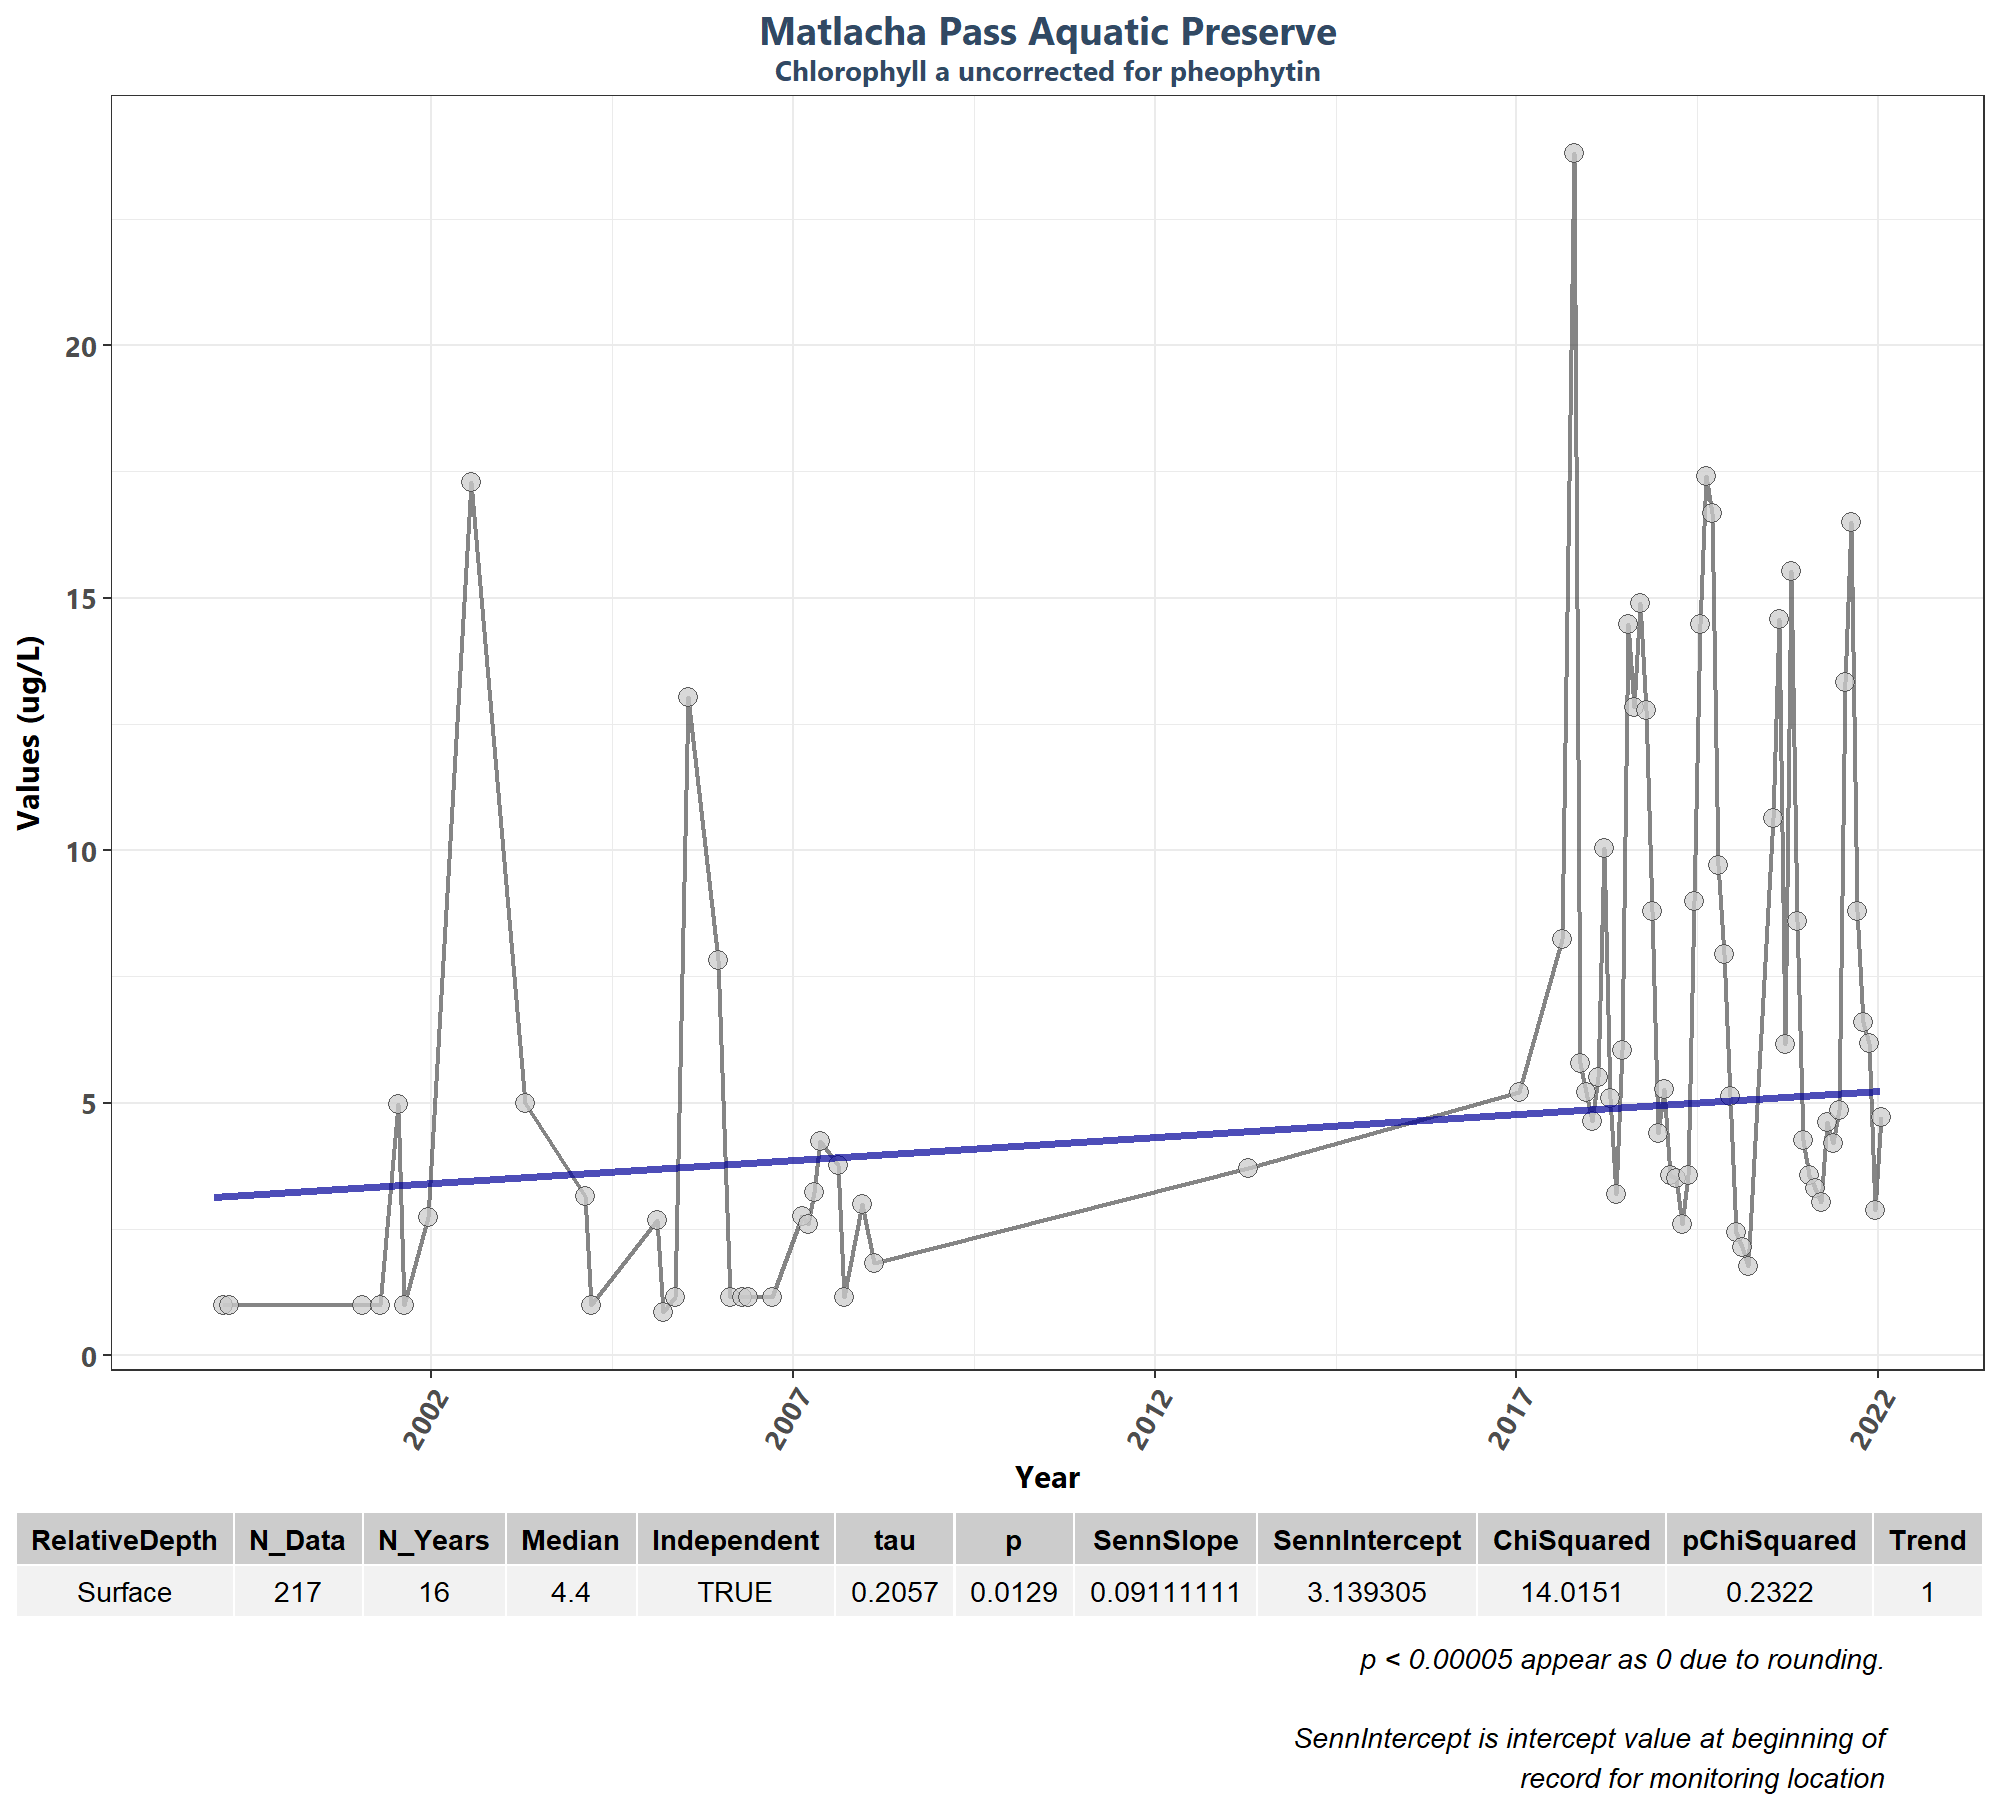 Matlacha Pass Aquatic Preserve
Chlorophyll a uncorrected for pheophytin
Values (ug/L)
20
15
10
5
0
2002 2007 2012 2017 2022
Year
RelativeDepth N_Data N_Years Median Independent tau p SennSlope SennIntercept ChiSquared pChiSquared Trend
Surface 217 16 4.4 TRUE 0.2057 0.0129 0.09111111 3.139305 14.0151 0.2322 1
p < 0.00005 appear as 0 due to rounding.
SennIntercept is intercept value at beginning of
record for monitoring location